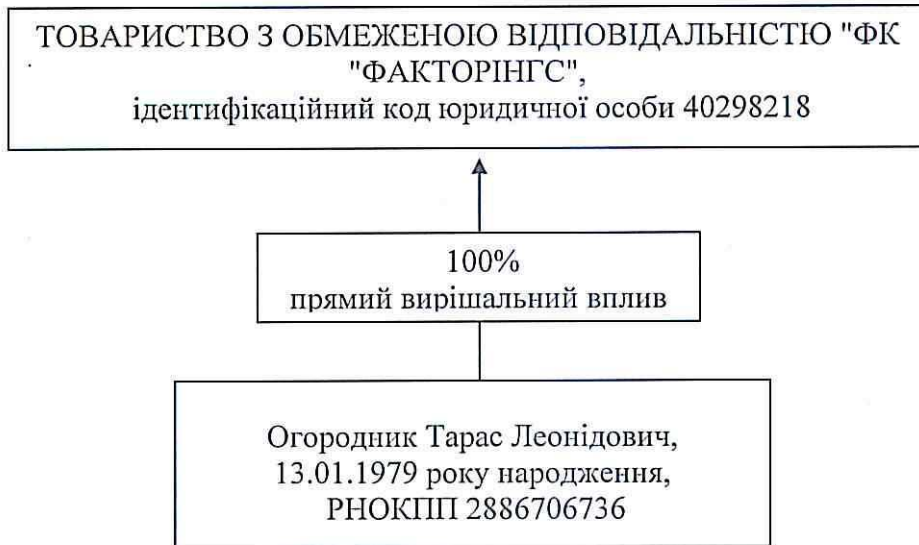 ТОВАРИСТВО З ОБМЕЖЕНОЮ ВІДПОВІДАЛЬНІСТЮ "ФК
"ФАКТОРІНГС",
ідентифікаційний код юридичної особи 40298218
100%
прямий вирішальний вплив
Огородник Тарас Леонідович,
13.01.1979 року народження,
РНОКПП 2886706736